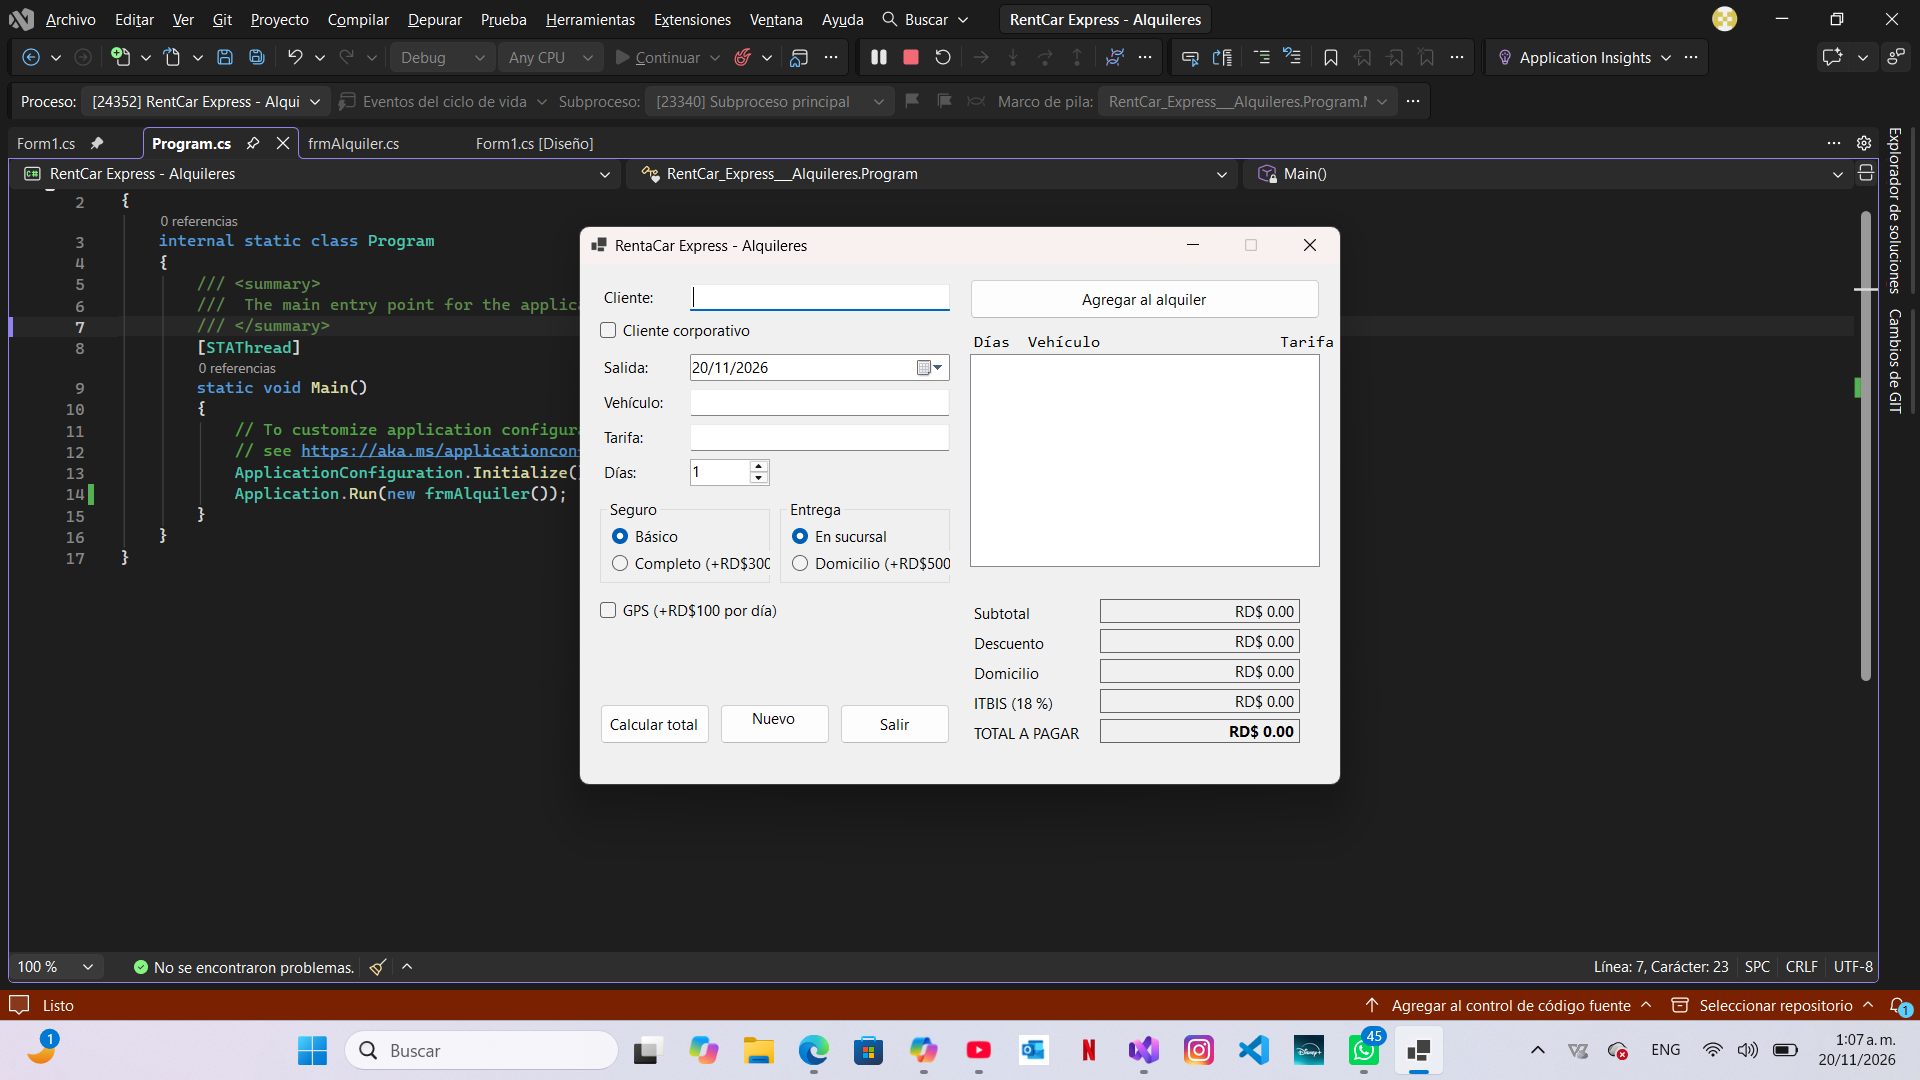 Archivo Editar Ver Git Proyecto Compilar Depurar Prueba Herramientas Extensiones Ventana Ayuda Buscar RentCar Express - Alquileres
Debug Any CPU Continuar Application Insights
Proceso: [24352] RentCar Express - Alqui Eventos del ciclo de vida Subproceso: [23340] Subproceso principal Marco de pila: RentCar_Express___Alquileres.Program.M
Form1.cs Program.cs frmAlquiler.cs Form1.cs [Diseño]
RentCar Express - Alquileres RentCar_Express___Alquileres.Program Main()
2 {
0 referencias
3 internal static class Program
4 {
5 /// <summary>
6 /// The main entry point for the applica
7 /// </summary>
8 [STAThread]
0 referencias
9 static void Main()
10 {
11 // To customize application configura
12 // see https://aka.ms/applicationcon
13 ApplicationConfiguration.Initialize()
14 Application.Run(new frmAlquiler());
15 }
16 }
17 }
RentaCar Express - Alquileres
Cliente:
Cliente corporativo
Salida: 20/11/2026
Vehículo:
Tarifa:
Días: 1
Seguro
Básico
Completo (+RD$300
Entrega
En sucursal
Domicilio (+RD$500
GPS (+RD$100 por día)
Calcular total Nuevo Salir
Agregar al alquiler
Días Vehículo Tarifa
Subtotal RD$ 0.00
Descuento RD$ 0.00
Domicilio RD$ 0.00
ITBIS (18 %) RD$ 0.00
TOTAL A PAGAR RD$ 0.00
Explorador de soluciones
Cambios de GIT
100 % No se encontraron problemas. Línea: 7, Carácter: 23 SPC CRLF UTF-8
Listo Agregar al control de código fuente Seleccionar repositorio 1
1 Buscar Disney+ 45 ENG 1:07 a. m.
20/11/2026